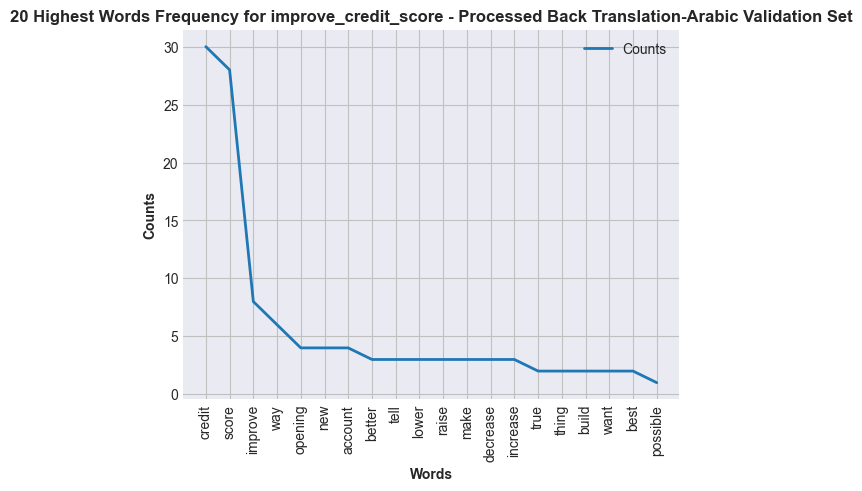 20 Highest Words Frequency for improve_credit_score - Processed Back Translation-Arabic Validation Set
Counts
Counts
30
25
20
15
10
5
0
credit
score
improve
way
opening
new
account
better
tell
lower
raise
make
decrease
increase
true
thing
build
want
best
possible
Words